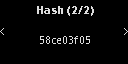 Hash (2/2)
< 58ce03f05 >